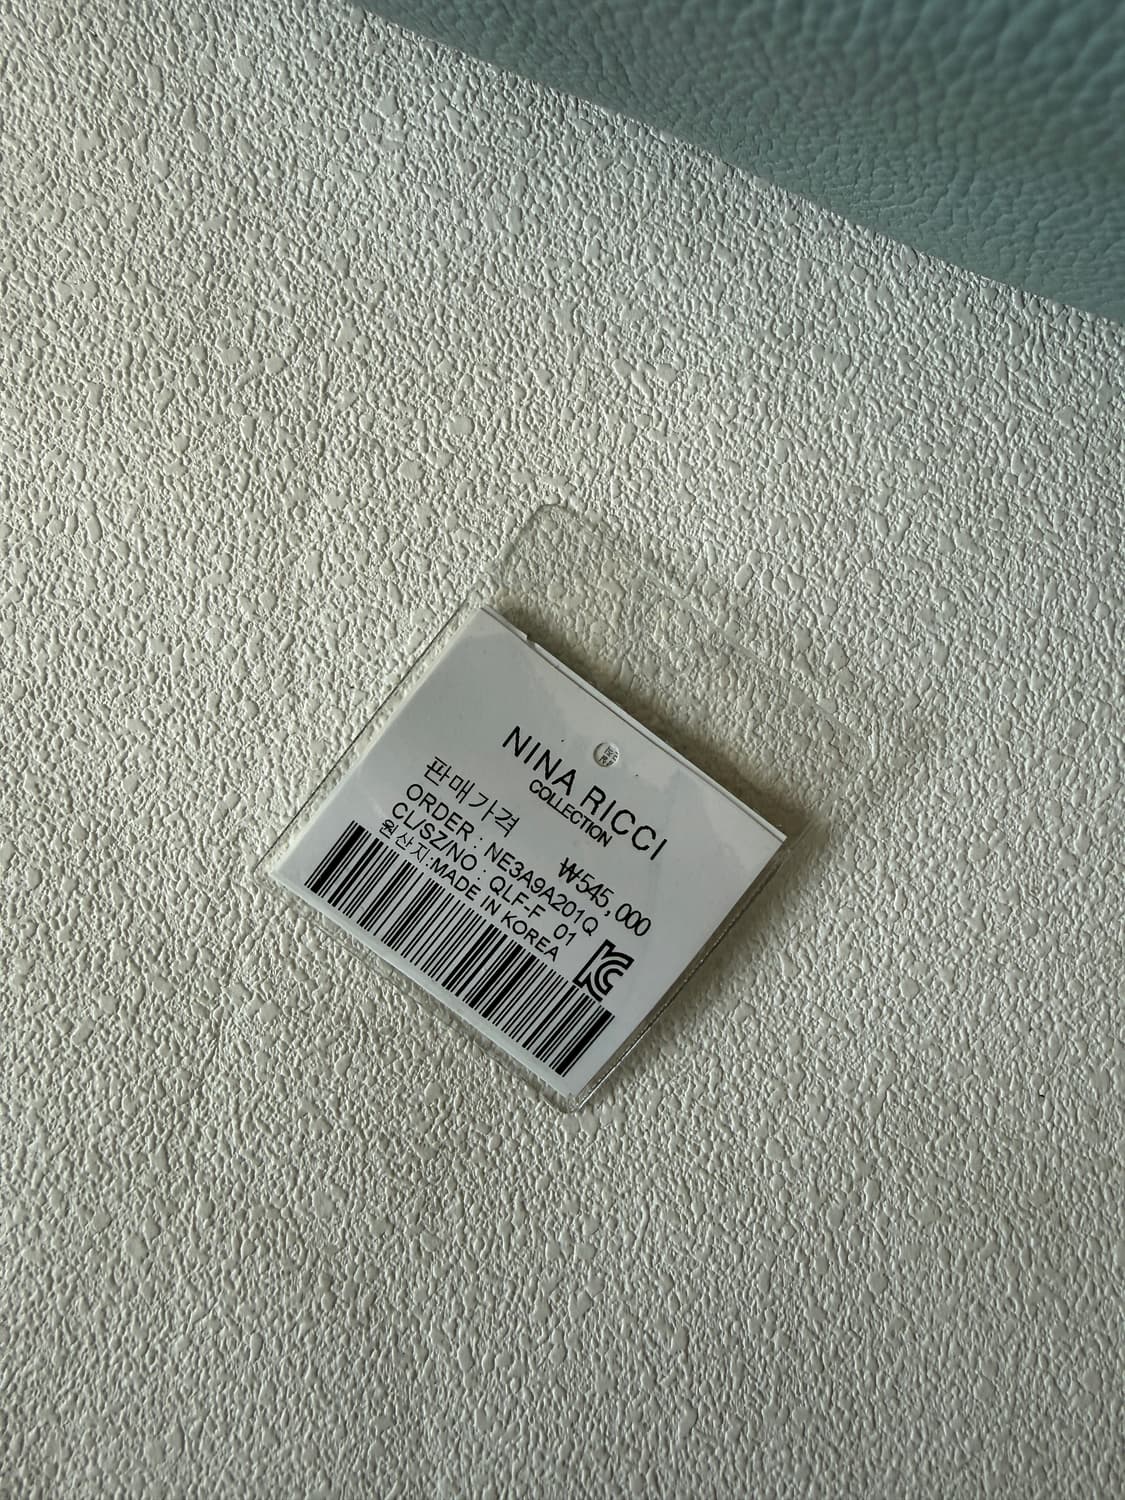 NINA RICCI
COLLECTION
판매가격 ₩545,000
ORDER : NE3A9A201Q
CL/SZ/NO : QLF-F 01
원산지:MADE IN KOREA